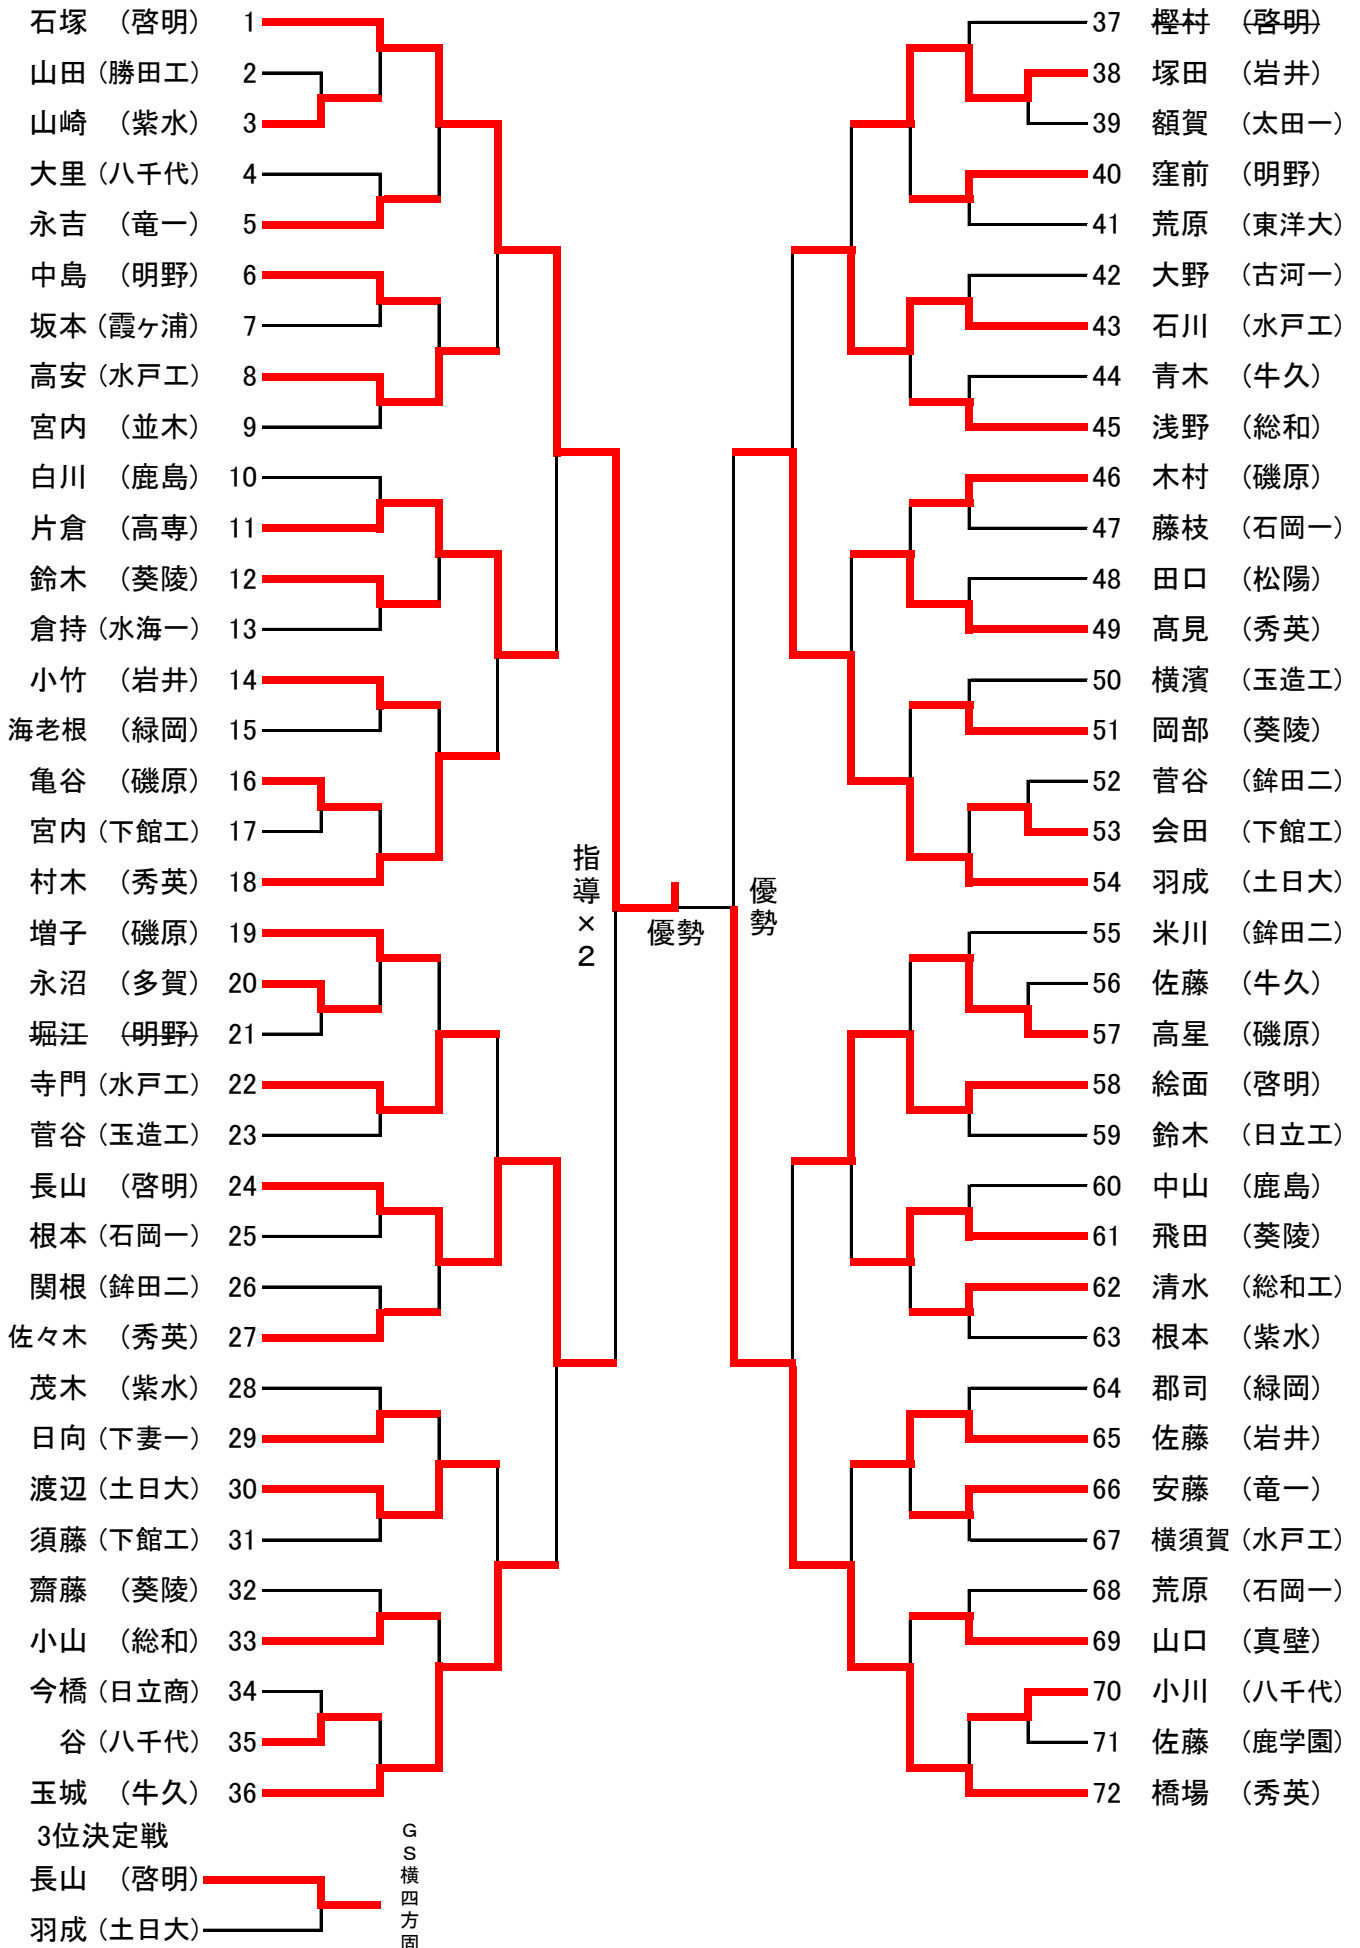 石塚 （啓明） 1
山田（勝田工） 2
山崎 （紫水） 3
大里（八千代） 4
永吉 （竜一） 5
中島 （明野） 6
坂本（霞ヶ浦） 7
高安（水戸工） 8
宮内 （並木） 9
白川 （鹿島） 10
片倉 （高専） 11
鈴木 （葵陵） 12
倉持（水海一） 13
小竹 （岩井） 14
海老根 （緑岡） 15
亀谷 （磯原） 16
宮内（下館工） 17
村木 （秀英） 18
増子 （磯原） 19
永沼 （多賀） 20
堀江 （明野） 21
寺門（水戸工） 22
菅谷（玉造工） 23
長山 （啓明） 24
根本（石岡一） 25
関根（鉾田二） 26
佐々木 （秀英） 27
茂木 （紫水） 28
日向（下妻一） 29
渡辺（土日大） 30
須藤（下館工） 31
齋藤 （葵陵） 32
小山 （総和） 33
今橋（日立商） 34
谷（八千代） 35
玉城 （牛久） 36
指導×2
優勢
優勢
37 樫村 （啓明）
38 塚田 （岩井）
39 額賀 （太田一）
40 窪前 （明野）
41 荒原 （東洋大）
42 大野 （古河一）
43 石川 （水戸工）
44 青木 （牛久）
45 浅野 （総和）
46 木村 （磯原）
47 藤枝 （石岡一）
48 田口 （松陽）
49 髙見 （秀英）
50 横濱 （玉造工）
51 岡部 （葵陵）
52 菅谷 （鉾田二）
53 会田 （下館工）
54 羽成 （土日大）
55 米川 （鉾田二）
56 佐藤 （牛久）
57 高星 （磯原）
58 絵面 （啓明）
59 鈴木 （日立工）
60 中山 （鹿島）
61 飛田 （葵陵）
62 清水 （総和工）
63 根本 （紫水）
64 郡司 （緑岡）
65 佐藤 （岩井）
66 安藤 （竜一）
67 横須賀（水戸工）
68 荒原 （石岡一）
69 山口 （真壁）
70 小川 （八千代）
71 佐藤 （鹿学園）
72 橋場 （秀英）
3位決定戦
長山 （啓明）
羽成（土日大）
GS横四方固